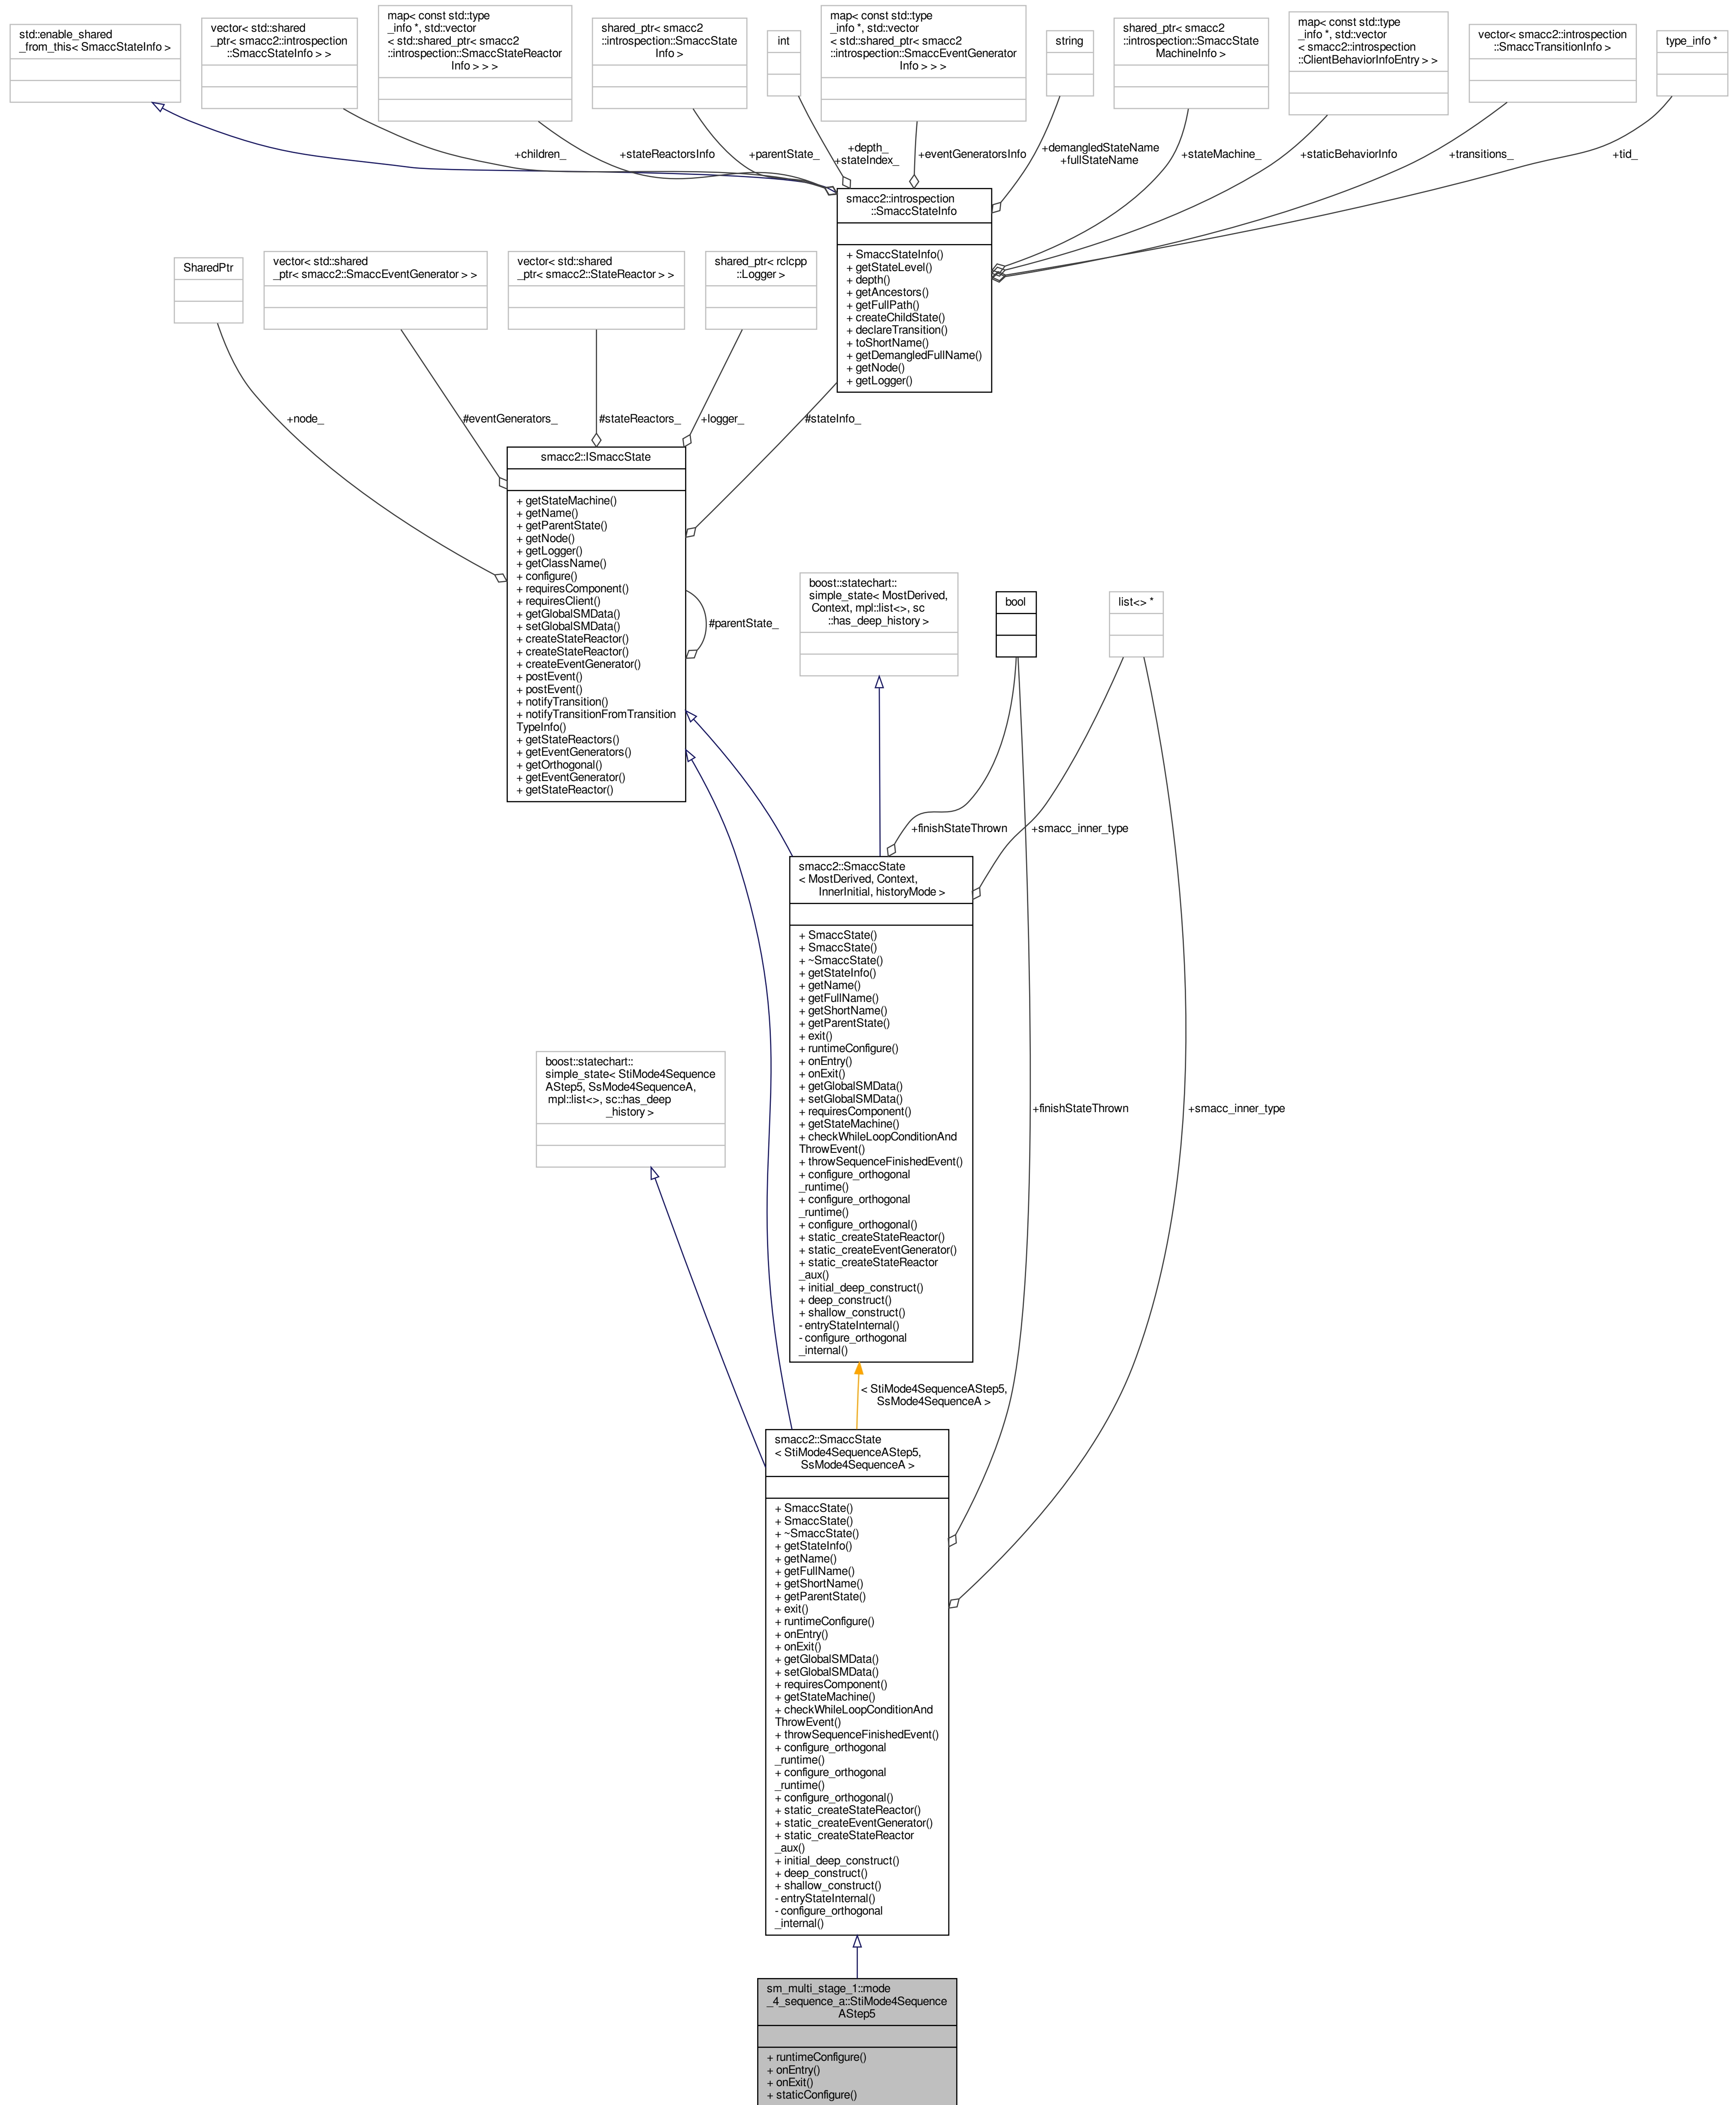 std::enable_shared
_from_this< SmaccStateInfo >
vector< std::shared
_ptr< smacc2::introspection
::SmaccStateInfo > >
map< const std::type
_info *, std::vector
< std::shared_ptr< smacc2
::introspection::SmaccStateReactor
Info > > >
shared_ptr< smacc2
::introspection::SmaccState
Info >
int
map< const std::type
_info *, std::vector
< std::shared_ptr< smacc2
::introspection::SmaccEventGenerator
Info > > >
string
shared_ptr< smacc2
::introspection::SmaccState
MachineInfo >
map< const std::type
_info *, std::vector
< smacc2::introspection
::ClientBehaviorInfoEntry > >
vector< smacc2::introspection
::SmaccTransitionInfo >
type_info *
+children_
+stateReactorsInfo
+parentState_
+depth_
+stateIndex_
+eventGeneratorsInfo
+demangledStateName
+fullStateName
+stateMachine_
+staticBehaviorInfo
+transitions_
+tid_
smacc2::introspection
::SmaccStateInfo
+ SmaccStateInfo()
+ getStateLevel()
+ depth()
+ getAncestors()
+ getFullPath()
+ createChildState()
+ declareTransition()
+ toShortName()
+ getDemangledFullName()
+ getNode()
+ getLogger()
SharedPtr
vector< std::shared
_ptr< smacc2::SmaccEventGenerator > >
vector< std::shared
_ptr< smacc2::StateReactor > >
shared_ptr< rclcpp
::Logger >
+node_
#eventGenerators_
#stateReactors_
+logger_
#stateInfo_
smacc2::ISmaccState
+ getStateMachine()
+ getName()
+ getParentState()
+ getNode()
+ getLogger()
+ getClassName()
+ configure()
+ requiresComponent()
+ requiresClient()
+ getGlobalSMData()
+ setGlobalSMData()
+ createStateReactor()
+ createStateReactor()
+ createEventGenerator()
+ postEvent()
+ postEvent()
+ notifyTransition()
+ notifyTransitionFromTransition
TypeInfo()
+ getStateReactors()
+ getEventGenerators()
+ getOrthogonal()
+ getEventGenerator()
+ getStateReactor()
#parentState_
boost::statechart::
simple_state< MostDerived,
Context, mpl::list<>, sc
::has_deep_history >
bool
list<> *
+finishStateThrown
+smacc_inner_type
smacc2::SmaccState
< MostDerived, Context,
InnerInitial, historyMode >
+ SmaccState()
+ SmaccState()
+ ~SmaccState()
+ getStateInfo()
+ getName()
+ getFullName()
+ getShortName()
+ getParentState()
+ exit()
+ runtimeConfigure()
+ onEntry()
+ onExit()
+ getGlobalSMData()
+ setGlobalSMData()
+ requiresComponent()
+ getStateMachine()
+ checkWhileLoopConditionAnd
ThrowEvent()
+ throwSequenceFinishedEvent()
+ configure_orthogonal
_runtime()
+ configure_orthogonal
_runtime()
+ configure_orthogonal()
+ static_createStateReactor()
+ static_createEventGenerator()
+ static_createStateReactor
_aux()
+ initial_deep_construct()
+ deep_construct()
+ shallow_construct()
- entryStateInternal()
- configure_orthogonal
_internal()
boost::statechart::
simple_state< StiMode4Sequence
AStep5, SsMode4SequenceA,
mpl::list<>, sc::has_deep
_history >
+finishStateThrown
+smacc_inner_type
< StiMode4SequenceAStep5,
SsMode4SequenceA >
smacc2::SmaccState
< StiMode4SequenceAStep5,
SsMode4SequenceA >
+ SmaccState()
+ SmaccState()
+ ~SmaccState()
+ getStateInfo()
+ getName()
+ getFullName()
+ getShortName()
+ getParentState()
+ exit()
+ runtimeConfigure()
+ onEntry()
+ onExit()
+ getGlobalSMData()
+ setGlobalSMData()
+ requiresComponent()
+ getStateMachine()
+ checkWhileLoopConditionAnd
ThrowEvent()
+ throwSequenceFinishedEvent()
+ configure_orthogonal
_runtime()
+ configure_orthogonal
_runtime()
+ configure_orthogonal()
+ static_createStateReactor()
+ static_createEventGenerator()
+ static_createStateReactor
_aux()
+ initial_deep_construct()
+ deep_construct()
+ shallow_construct()
- entryStateInternal()
- configure_orthogonal
_internal()
sm_multi_stage_1::mode
_4_sequence_a::StiMode4Sequence
AStep5
+ runtimeConfigure()
+ onEntry()
+ onExit()
+ staticConfigure()